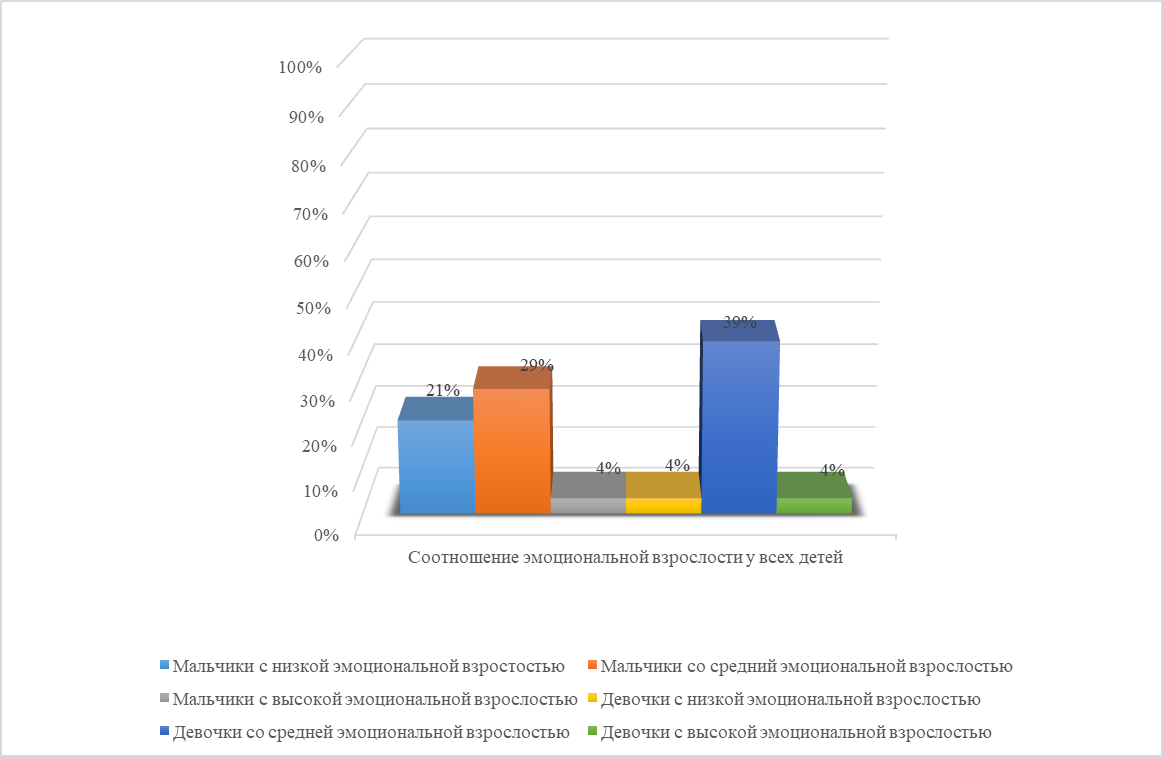 100%
90%
80%
70%
60%
50%
40%
30%
20%
10%
0%
21%
29%
4%
4%
39%
4%
Соотношение эмоциональной взрослости у всех детей
Мальчики с низкой эмоциональной взростостью
Мальчики со средний эмоциональной взрослостью
Мальчики с высокой эмоциональной взрослостью
Девочки с низкой эмоциональной взрослостью
Девочки со средней эмоциональной взрослостью
Девочки с высокой эмоциональной взрослостью